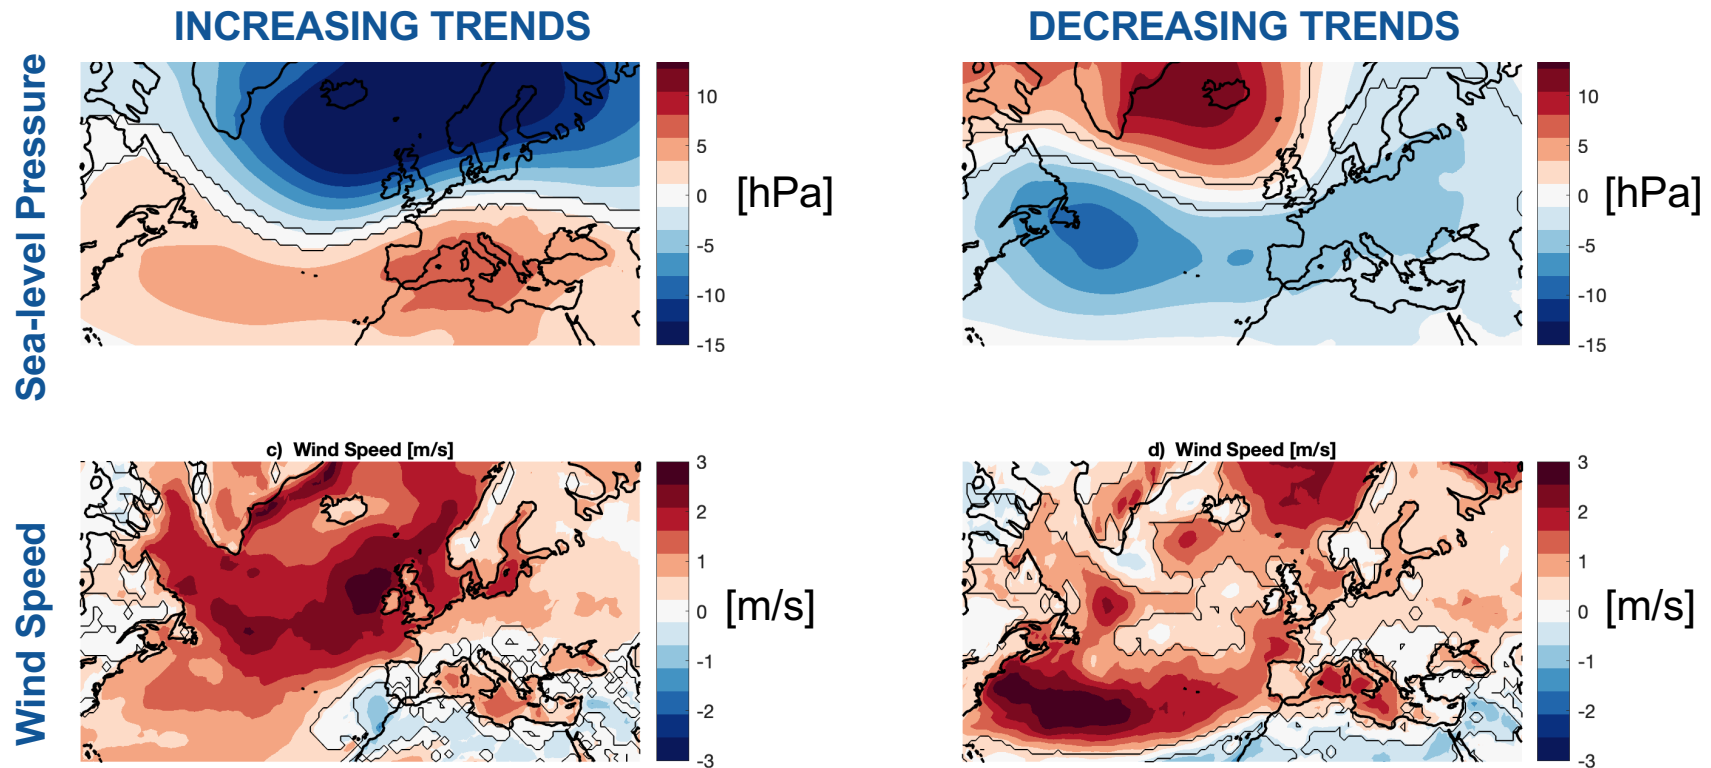 INCREASING TRENDS
DECREASING TRENDS
Sea-level Pressure
10
5
0
-5
-10
-15
[hPa]
10
5
0
-5
-10
-15
[hPa]
Wind Speed
c) Wind Speed [m/s]
3
2
1
0
-1
-2
-3
[m/s]
d) Wind Speed [m/s]
3
2
1
0
-1
-2
-3
[m/s]